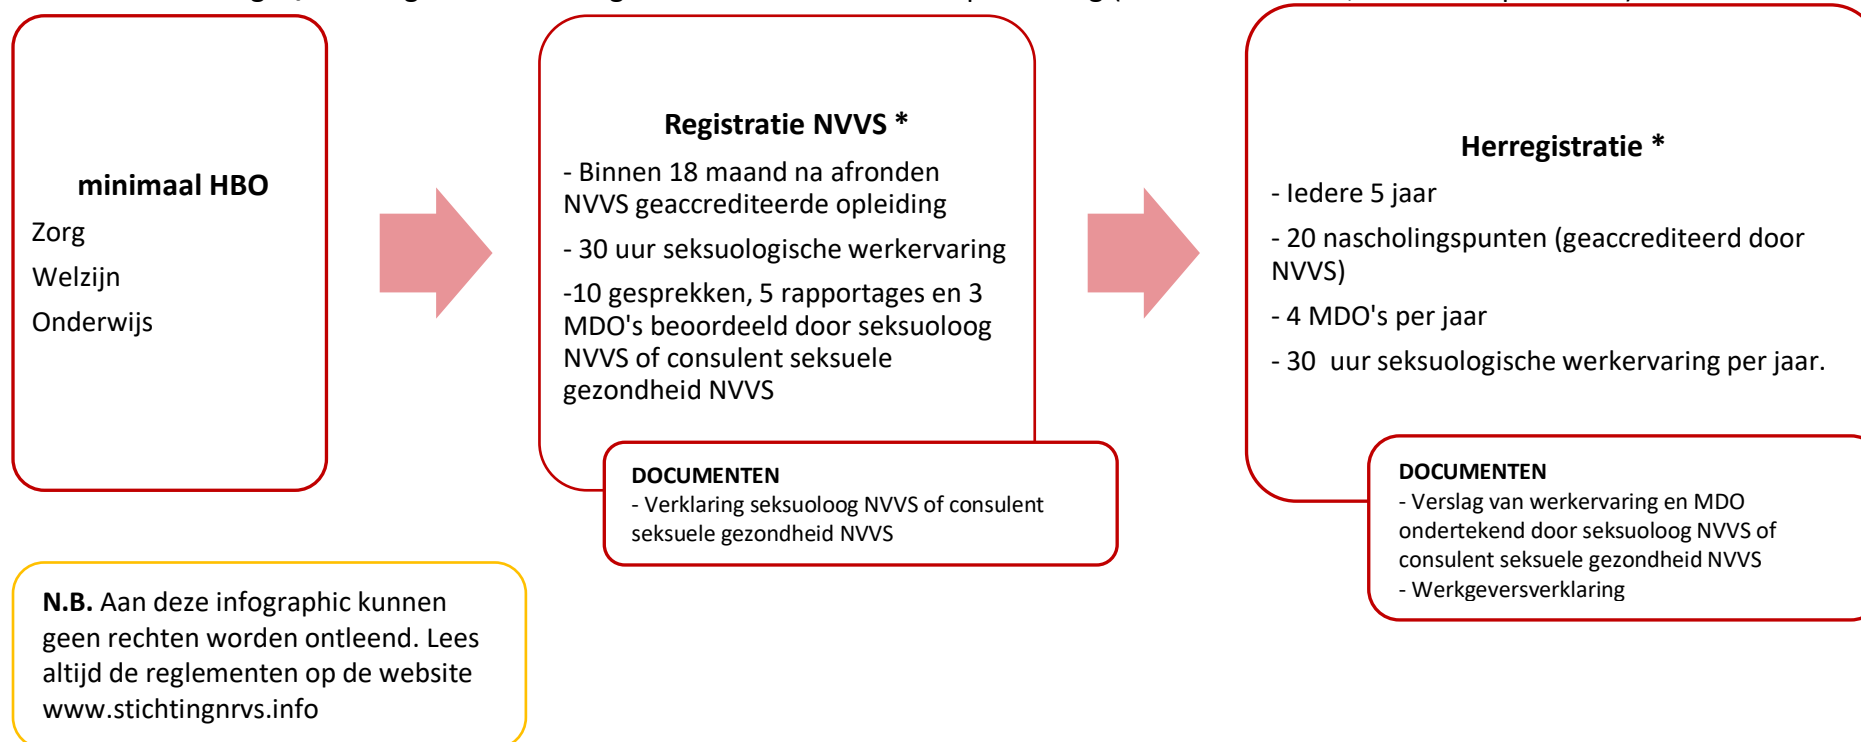 minimaal HBO
Zorg
Welzijn
Onderwijs
Registratie NVVS *
- Binnen 18 maand na afronden
NVVS geaccrediteerde opleiding
- 30 uur seksuologische werkervaring
-10 gesprekken, 5 rapportages en 3
MDO's beoordeeld door seksuoloog
NVVS of consulent seksuele
gezondheid NVVS
DOCUMENTEN
- Verklaring seksuoloog NVVS of consulent
seksuele gezondheid NVVS
Herregistratie *
- Iedere 5 jaar
- 20 nascholingspunten (geaccrediteerd door
NVVS)
- 4 MDO's per jaar
- 30  uur seksuologische werkervaring per jaar.
DOCUMENTEN
- Verslag van werkervaring en MDO
ondertekend door seksuoloog NVVS of
consulent seksuele gezondheid NVVS
- Werkgeversverklaring
N.B. Aan deze infographic kunnen
geen rechten worden ontleend. Lees
altijd de reglementen op de website
www.stichtingnrvs.info